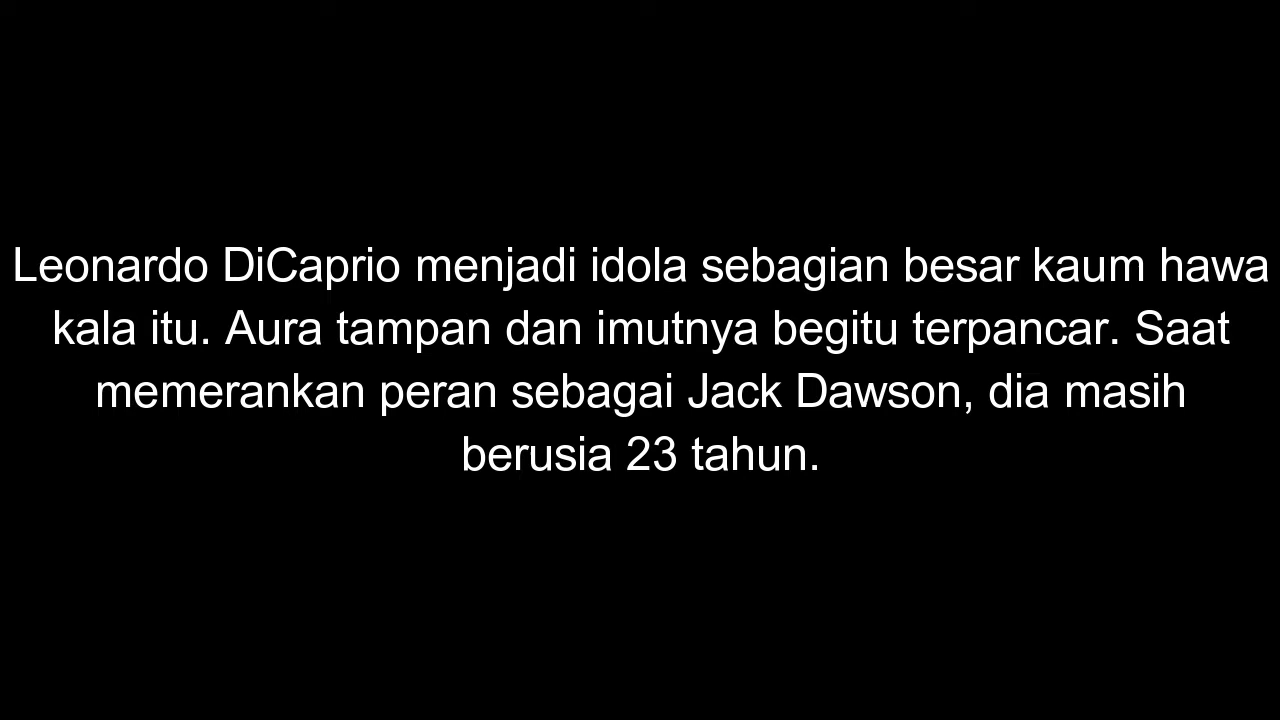 Leonardo DiCaprio menjadi idola sebagian besar kaum hawa
kala itu. Aura tampan dan imutnya begitu terpancar. Saat
memerankan peran sebagai Jack Dawson, dia masih
berusia 23 tahun.